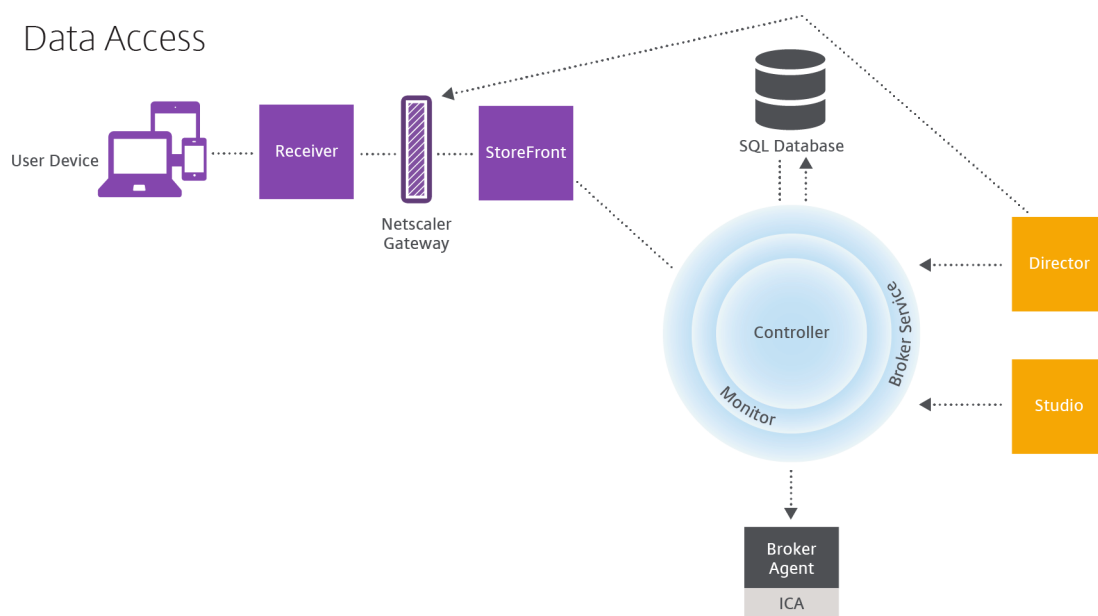 Data Access
User Device
Receiver
Netscaler
Gateway
StoreFront
SQL Database
Director
Controller
Monitor
Broker Service
Studio
Broker
Agent
ICA